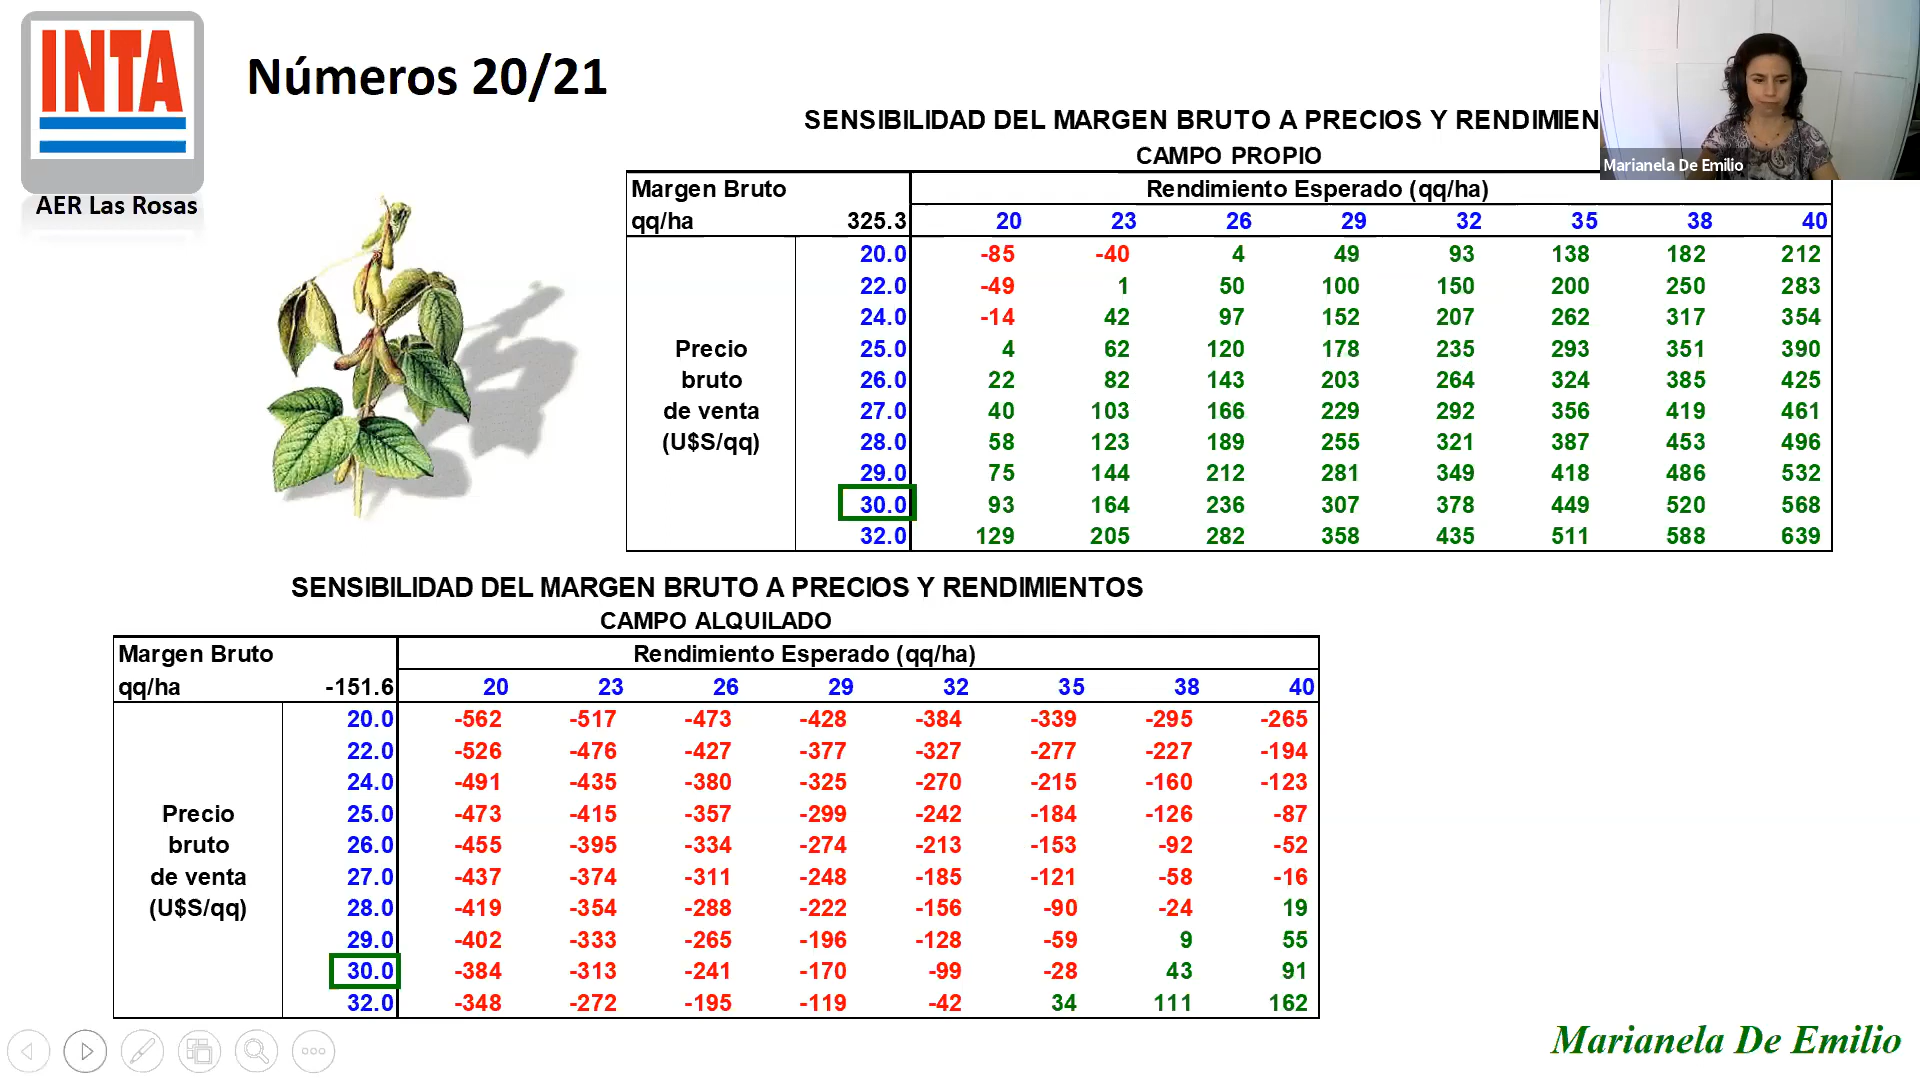 INTA
AER Las Rosas
Números 20/21
Marianela De Emilio
SENSIBILIDAD DEL MARGEN BRUTO A PRECIOS Y RENDIMIEN
CAMPO PROPIO
Margen Bruto Rendimiento Esperado (qq/ha)
qq/ha 325.3 20 23 26 29 32 35 38 40
20.0 -85 -40 4 49 93 138 182 212
22.0 -49 1 50 100 150 200 250 283
24.0 -14 42 97 152 207 262 317 354
Precio 25.0 4 62 120 178 235 293 351 390
bruto 26.0 22 82 143 203 264 324 385 425
de venta 27.0 40 103 166 229 292 356 419 461
(U$S/qq) 28.0 58 123 189 255 321 387 453 496
29.0 75 144 212 281 349 418 486 532
30.0 93 164 236 307 378 449 520 568
32.0 129 205 282 358 435 511 588 639
SENSIBILIDAD DEL MARGEN BRUTO A PRECIOS Y RENDIMIENTOS
CAMPO ALQUILADO
Margen Bruto Rendimiento Esperado (qq/ha)
qq/ha -151.6 20 23 26 29 32 35 38 40
20.0 -562 -517 -473 -428 -384 -339 -295 -265
22.0 -526 -476 -427 -377 -327 -277 -227 -194
24.0 -491 -435 -380 -325 -270 -215 -160 -123
Precio 25.0 -473 -415 -357 -299 -242 -184 -126 -87
bruto 26.0 -455 -395 -334 -274 -213 -153 -92 -52
de venta 27.0 -437 -374 -311 -248 -185 -121 -58 -16
(U$S/qq) 28.0 -419 -354 -288 -222 -156 -90 -24 19
29.0 -402 -333 -265 -196 -128 -59 9 55
30.0 -384 -313 -241 -170 -99 -28 43 91
32.0 -348 -272 -195 -119 -42 34 111 162
Marianela De Emilio